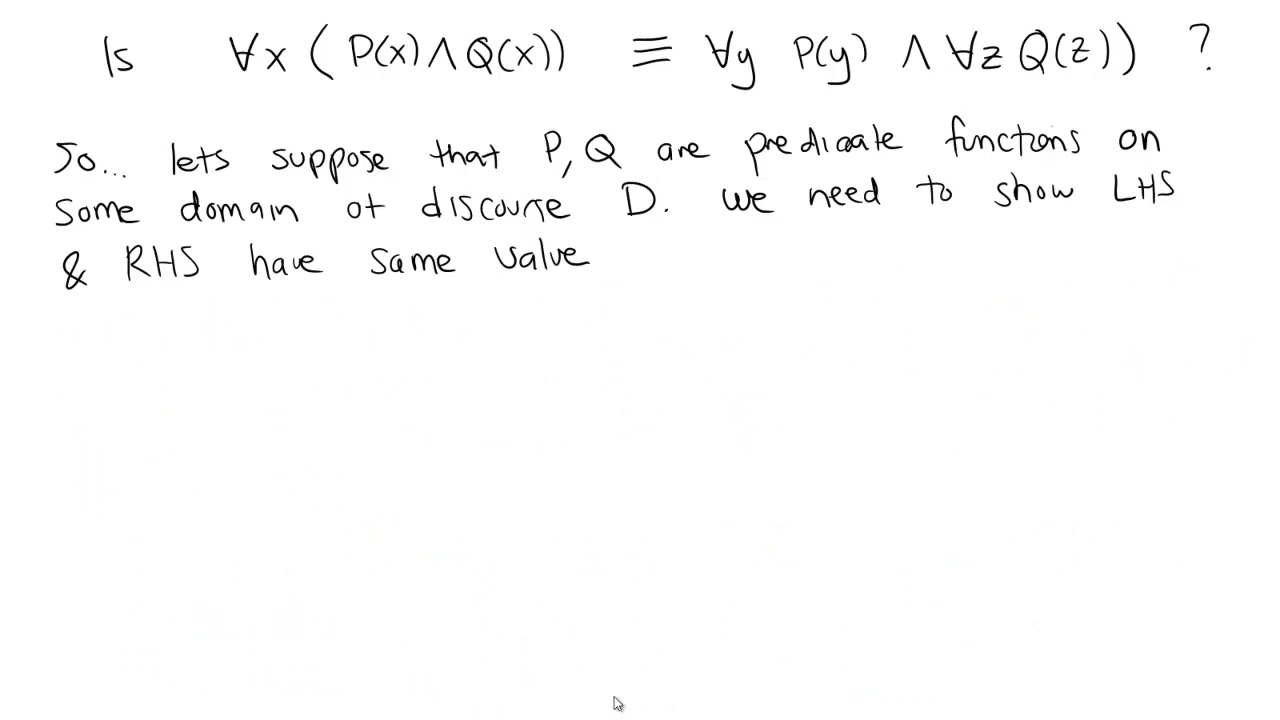 Is ∀x ( P(x) ∧ Q(x)) ≡ ∀y P(y) ∧ ∀z Q(z)) ?
So... lets suppose that P, Q are predicate functions on
some domain of discourse D. we need to show LHS
& RHS have same value